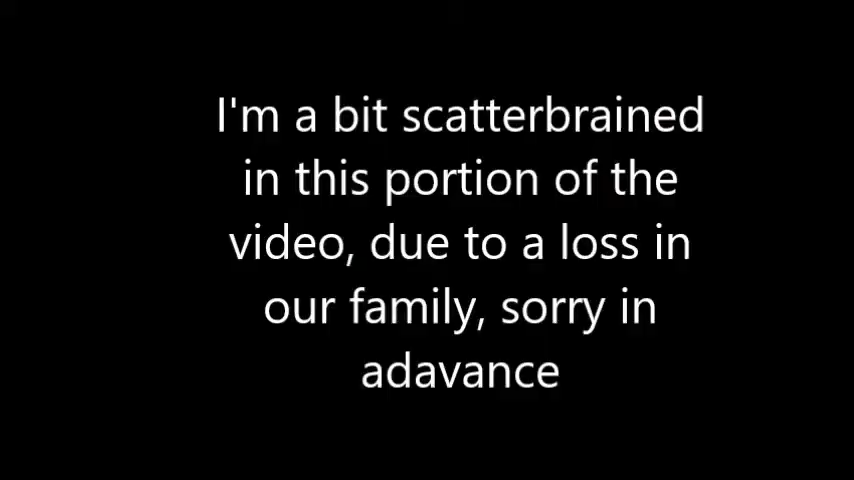 I'm a bit scatterbrained
in this portion of the
video, due to a loss in
our family, sorry in
adavance